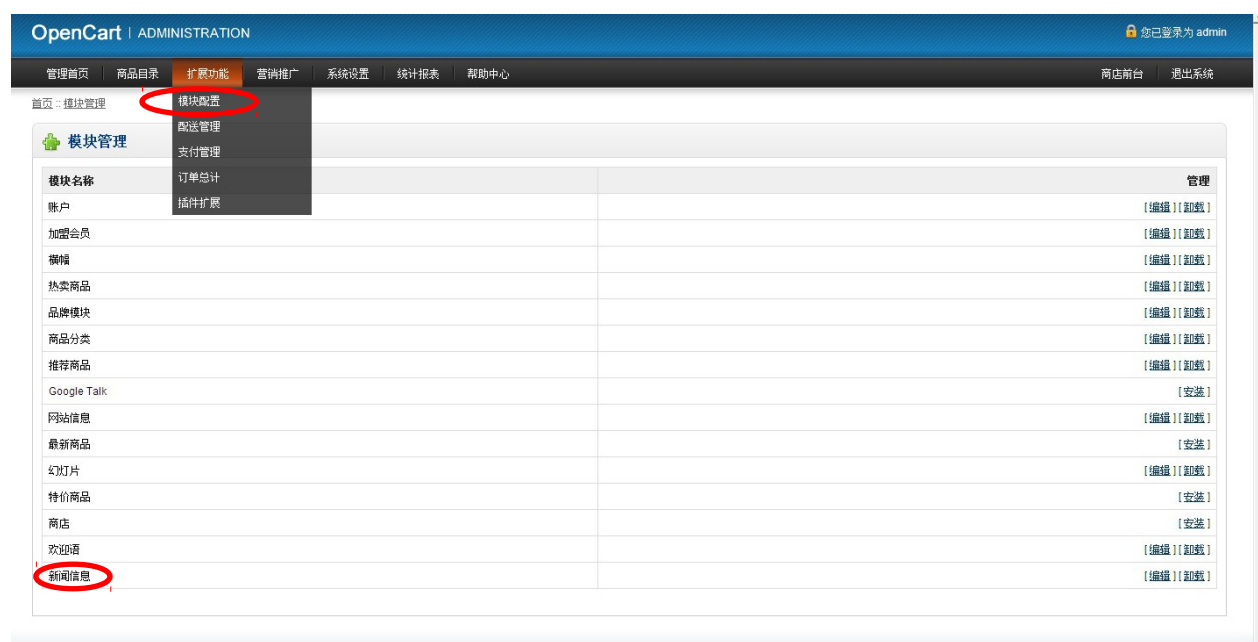 OpenCart | ADMINISTRATION
您已登录为 admin
管理首页 商品目录 扩展功能 营销推广 系统设置 统计报表 帮助中心 商店前台 退出系统
首页 :: 模块管理
模块配置
配送管理
支付管理
订单总计
插件扩展
模块管理
模块名称 管理
账户 [ 编辑 ] [ 卸载 ]
加盟会员 [ 编辑 ] [ 卸载 ]
横幅 [ 编辑 ] [ 卸载 ]
热卖商品 [ 编辑 ] [ 卸载 ]
品牌模块 [ 编辑 ] [ 卸载 ]
商品分类 [ 编辑 ] [ 卸载 ]
推荐商品 [ 编辑 ] [ 卸载 ]
Google Talk [ 安装 ]
网站信息 [ 编辑 ] [ 卸载 ]
最新商品 [ 安装 ]
幻灯片 [ 编辑 ] [ 卸载 ]
特价商品 [ 安装 ]
商店 [ 安装 ]
欢迎语 [ 编辑 ] [ 卸载 ]
新闻信息 [ 编辑 ] [ 卸载 ]